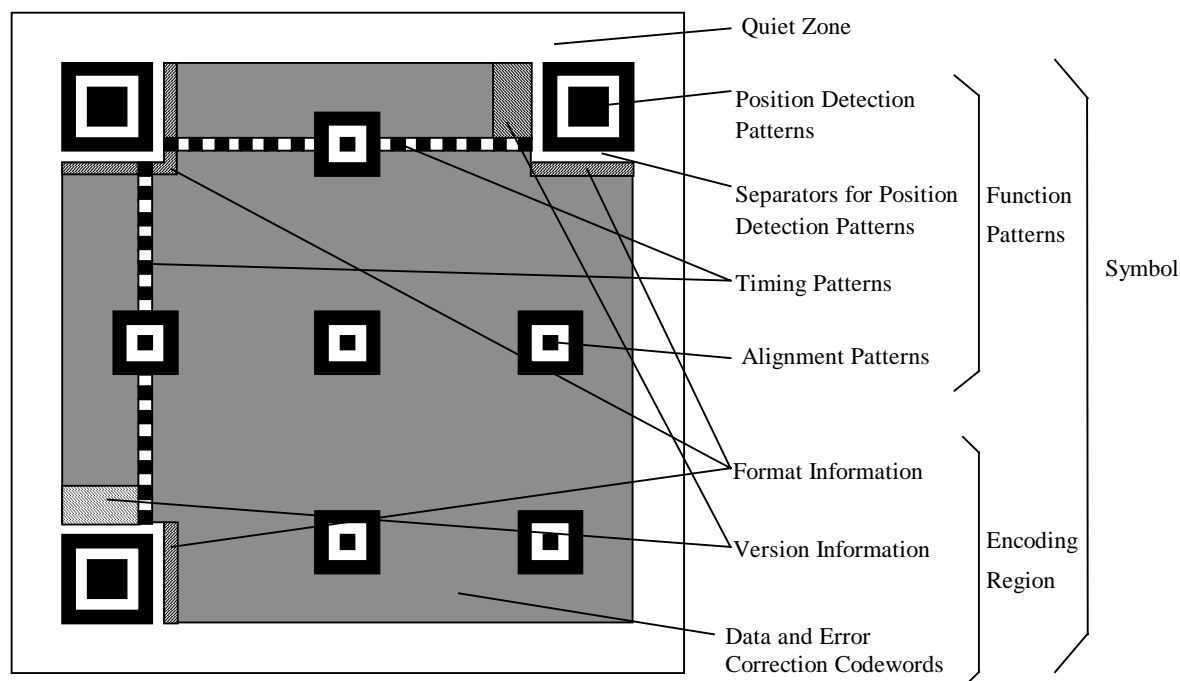 Quiet Zone
Position Detection
Patterns
Separators for Position
Detection Patterns
Timing Patterns
Alignment Patterns
Function
Patterns
Symbol
Format Information
Version Information
Encoding
Region
Data and Error
Correction Codewords